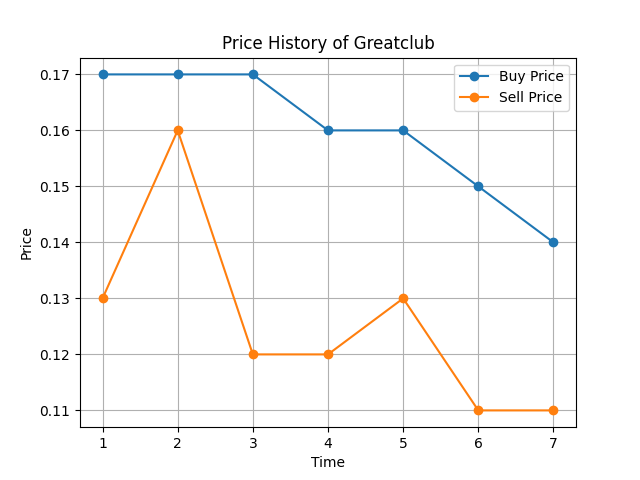 Price History of Greatclub
Buy Price
Sell Price
Price
0.17
0.16
0.15
0.14
0.13
0.12
0.11
1 2 3 4 5 6 7
Time